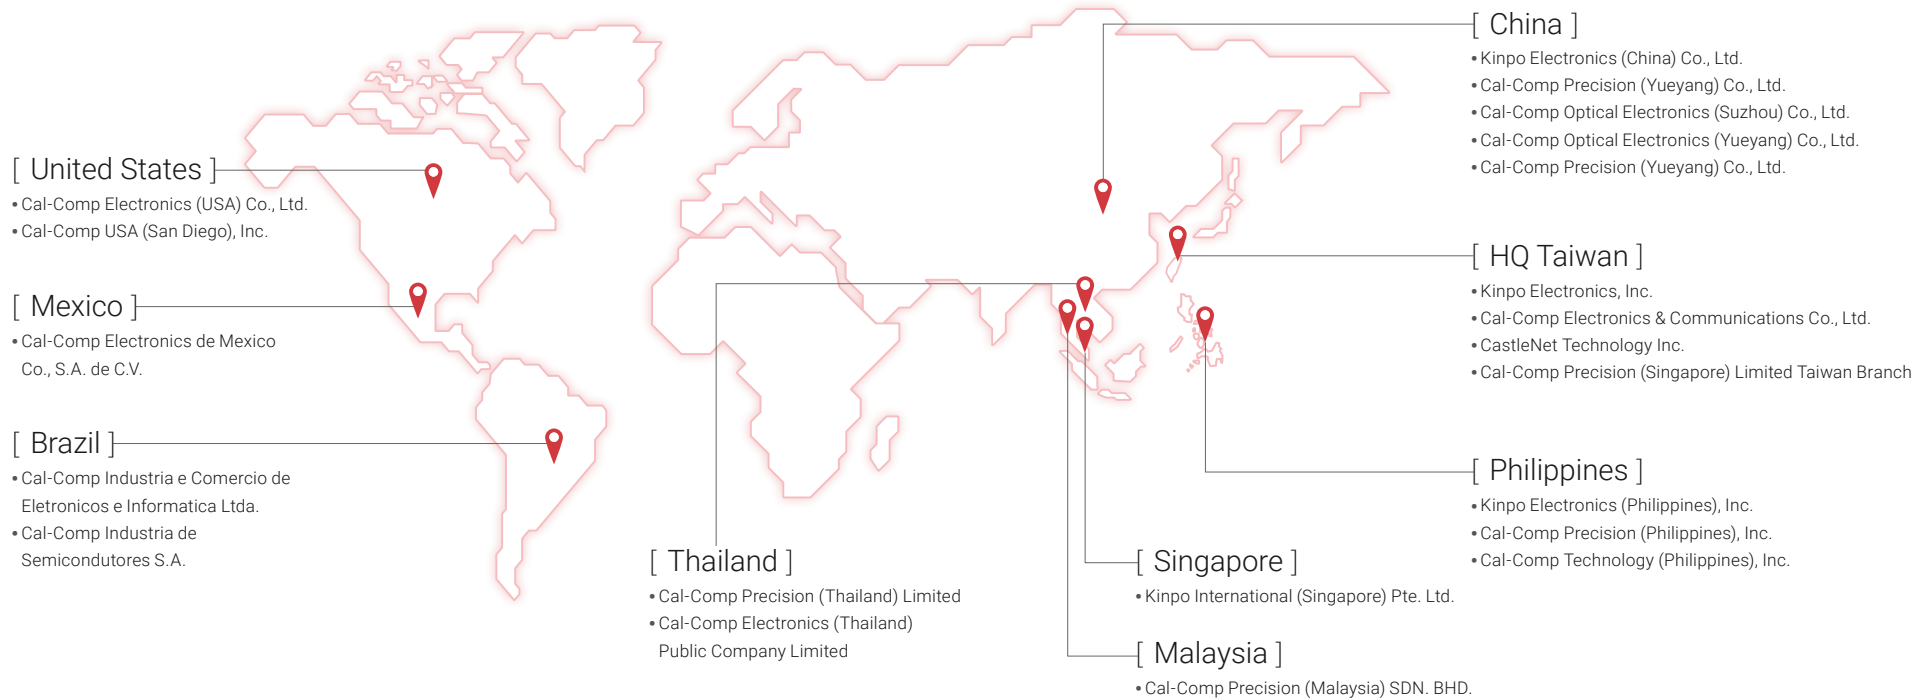 [ United States ]
• Cal-Comp Electronics (USA) Co., Ltd.
• Cal-Comp USA (San Diego), Inc.
[ Mexico ]
• Cal-Comp Electronics de Mexico
Co., S.A. de C.V.
[ Brazil ]
• Cal-Comp Industria e Comercio de
Eletronicos e Informatica Ltda.
• Cal-Comp Industria de
Semicondutores S.A.
[ Thailand ]
• Cal-Comp Precision (Thailand) Limited
• Cal-Comp Electronics (Thailand)
Public Company Limited
[ China ]
• Kinpo Electronics (China) Co., Ltd.
• Cal-Comp Precision (Yueyang) Co., Ltd.
• Cal-Comp Optical Electronics (Suzhou) Co., Ltd.
• Cal-Comp Optical Electronics (Yueyang) Co., Ltd.
• Cal-Comp Precision (Yueyang) Co., Ltd.
[ HQ Taiwan ]
• Kinpo Electronics, Inc.
• Cal-Comp Electronics & Communications Co., Ltd.
• CastleNet Technology Inc.
• Cal-Comp Precision (Singapore) Limited Taiwan Branch
[ Philippines ]
• Kinpo Electronics (Philippines), Inc.
• Cal-Comp Precision (Philippines), Inc.
• Cal-Comp Technology (Philippines), Inc.
[ Singapore ]
• Kinpo International (Singapore) Pte. Ltd.
[ Malaysia ]
• Cal-Comp Precision (Malaysia) SDN. BHD.